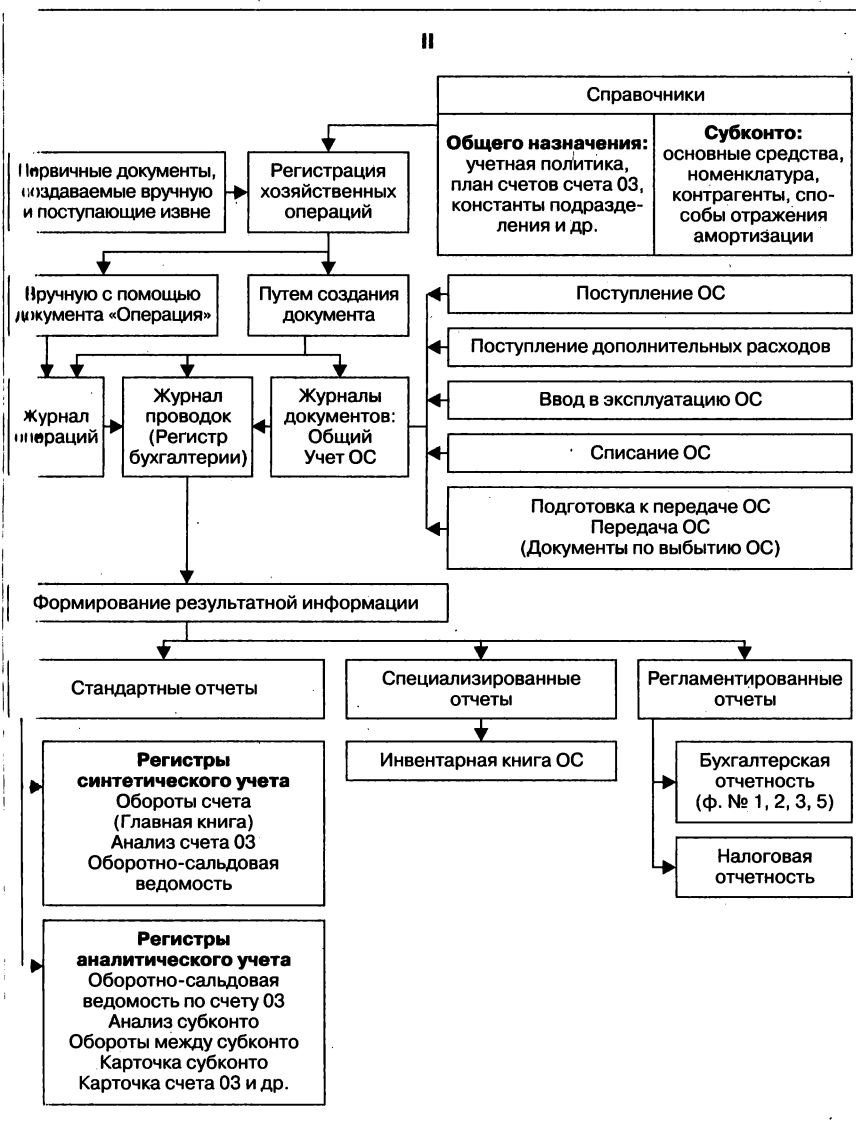 II
Справочники
Общего назначения:
учетная политика,
план счетов счета 03,
константы подразде-
ления и др.
Субконто:
основные средства,
номенклатура,
контрагенты, спо-
собы отражения
амортизации
Первичные документы,
создаваемые вручную
и поступающие извне
Регистрация
хозяйственных
операций
Вручную с помощью
документа «Операция»
Путем создания
документа
Журнал
операций
Журнал
проводок
(Регистр
бухгалтерии)
Журналы
документов:
Общий
Учет ОС
Поступление ОС
Поступление дополнительных расходов
Ввод в эксплуатацию ОС
Списание ОС
Подготовка к передаче ОС
Передача ОС
(Документы по выбытию ОС)
Формирование результатной информации
Стандартные отчеты
Специализированные
отчеты
Регламентированные
отчеты
Регистры
синтетического учета
Обороты счета
(Главная книга)
Анализ счета 03
Оборотно-сальдовая
ведомость
Инвентарная книга ОС
Бухгалтерская
отчетность
(ф. № 1, 2, 3, 5)
Налоговая
отчетность
Регистры
аналитического учета
Оборотно-сальдовая
ведомость по счету 03
Анализ субконто
Обороты между субконто
Карточка субконто
Карточка счета 03 и др.